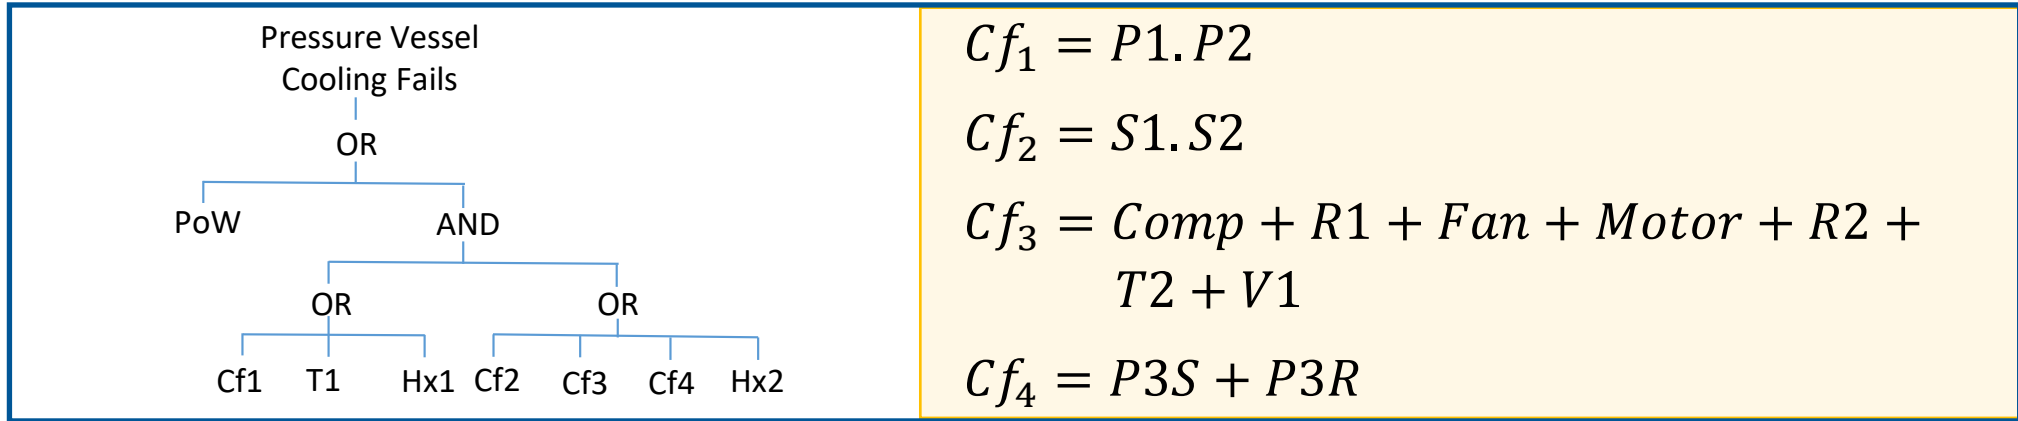 Pressure Vessel
Cooling Fails
OR
PoW AND
OR OR
Cf1 T1 Hx1 Cf2 Cf3 Cf4 Hx2
Cf₁ = P1.P2
Cf₂ = S1.S2
Cf₃ = Comp + R1 + Fan + Motor + R2 +
T2 + V1
Cf₄ = P3S + P3R